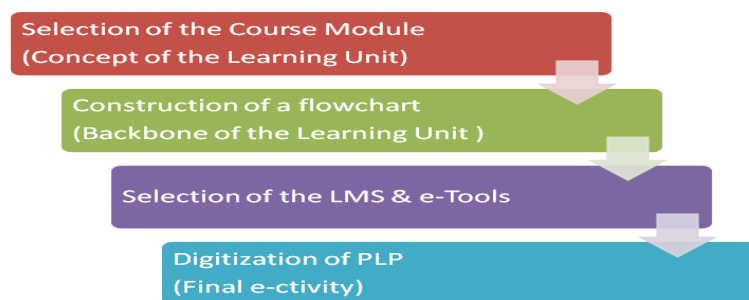 Selection of the Course Module
(Concept of the Learning Unit)
Construction of a flowchart
(Backbone of the Learning Unit )
Selection of the LMS & e-Tools
Digitization of PLP
(Final e-ctivity)